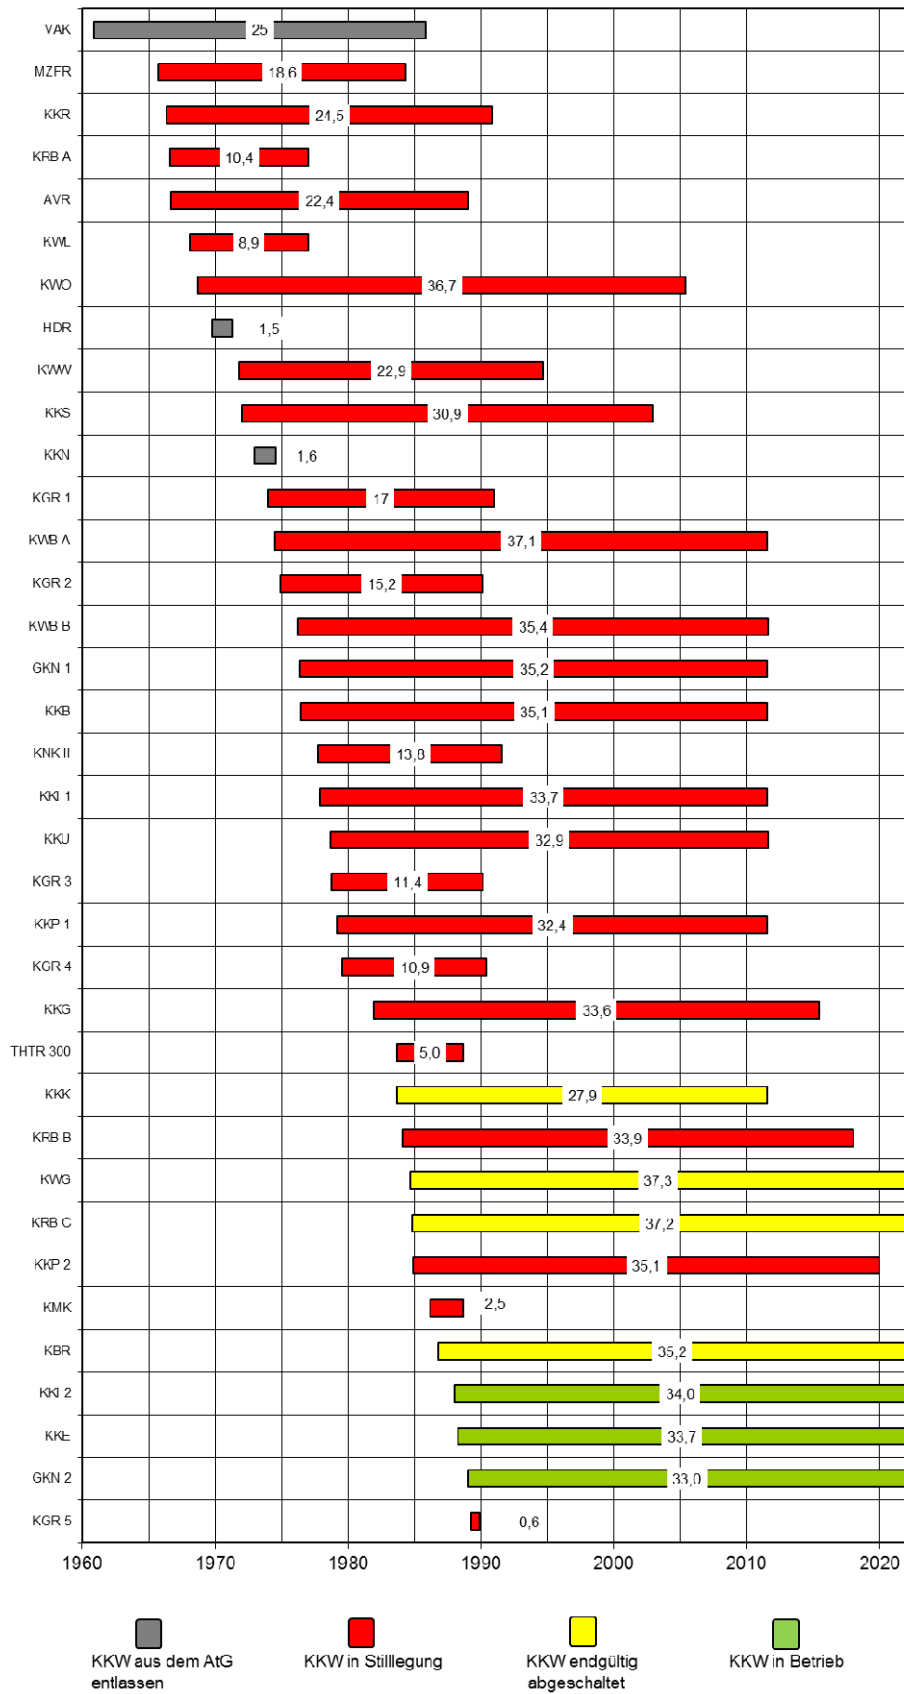 VAK 25
MZFR 18,6
KKR 24,5
KRB A 10,4
AVR 22,4
KWL 8,9
KWO 36,7
HDR 1,5
KWW 22,9
KKS 30,9
KKN 1,6
KGR 1 17
KWB A 37,1
KGR 2 15,2
KWB B 35,4
GKN 1 35,2
KKB 35,1
KNK II 13,8
KKI 1 33,7
KKU 32,9
KGR 3 11,4
KKP 1 32,4
KGR 4 10,9
KKG 33,6
THTR 300 5,0
KKK 27,9
KRB B 33,9
KWG 37,3
KRB C 37,2
KKP 2 35,1
KMK 2,5
KBR 35,2
KKI 2 34,0
KKE 33,7
GKN 2 33,0
KGR 5 0,6
1960 1970 1980 1990 2000 2010 2020
KKW aus dem AtG KKW in Stilllegung KKW endgültig KKW in Betrieb
entlassen abgeschaltet